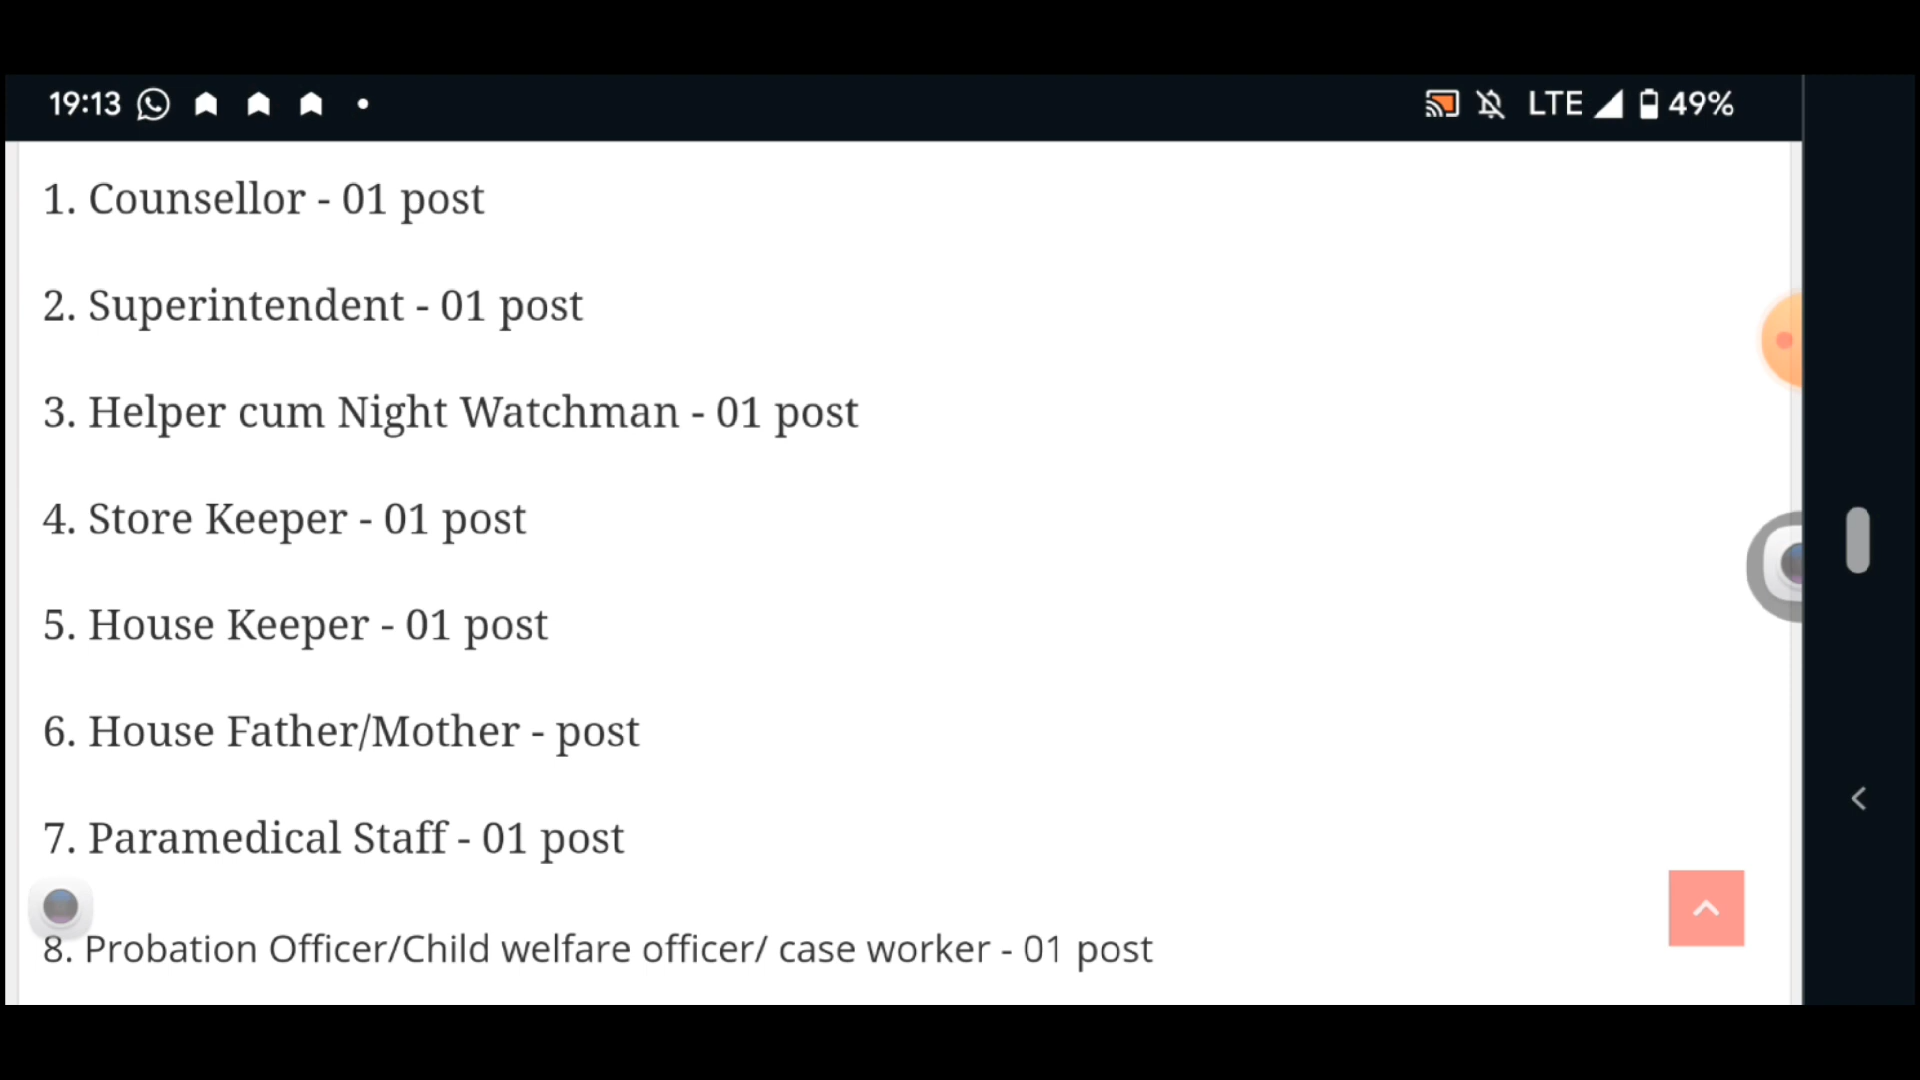 19:13 LTE 49%
1. Counsellor - 01 post
2. Superintendent - 01 post
3. Helper cum Night Watchman - 01 post
4. Store Keeper - 01 post
5. House Keeper - 01 post
6. House Father/Mother - post
7. Paramedical Staff - 01 post
8. Probation Officer/Child welfare officer/ case worker - 01 post